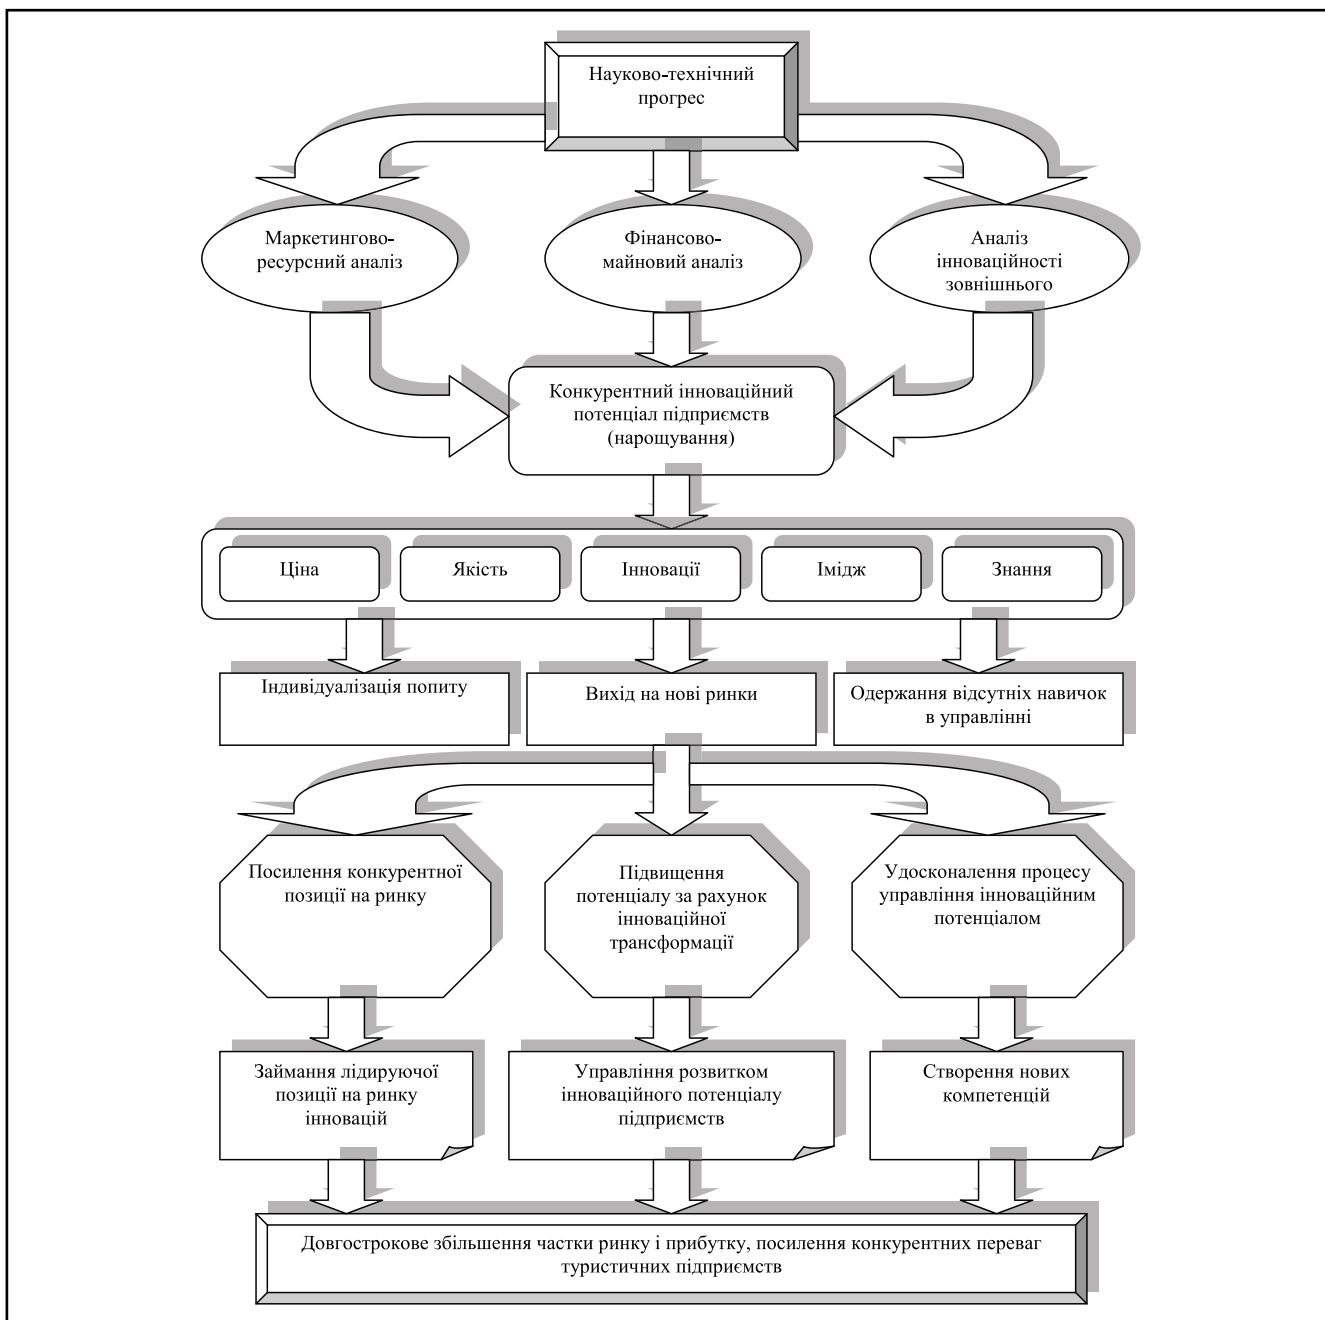 Науково-технічний
прогрес
Маркетингово-
ресурсний аналіз
Фінансово-
майновий аналіз
Аналіз
інноваційності
зовнішнього
Конкурентний інноваційний
потенціал підприємств
(нарощування)
Ціна
Якість
Інновації
Імідж
Знання
Індивідуалізація попиту
Вихід на нові ринки
Одержання відсутніх навичок
в управлінні
Посилення конкурентної
позиції на ринку
Підвищення
потенціалу за рахунок
інноваційної
трансформації
Удосконалення процесу
управління інноваційним
потенціалом
Займання лідируючої
позиції на ринку
інновацій
Управління розвитком
інноваційного потенціалу
підприємств
Створення нових
компетенцій
Довгострокове збільшення частки ринку і прибутку, посилення конкурентних переваг
туристичних підприємств